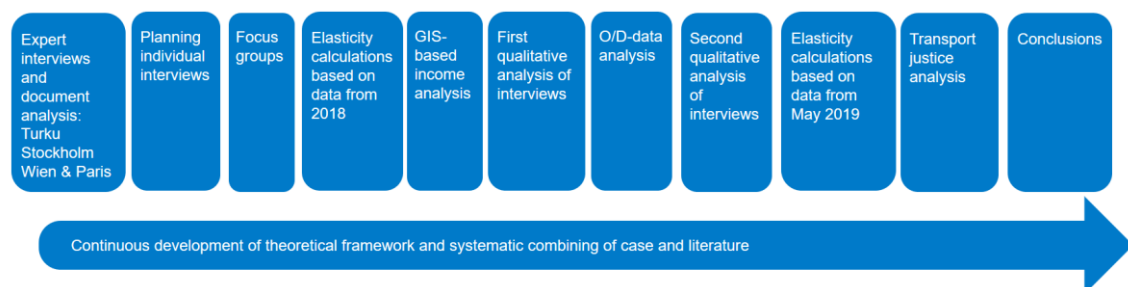 Expert
interviews
and
document
analysis:
Turku
Stockholm
Wien & Paris
Planning
individual
interviews
Focus
groups
Elasticity
calculations
based on
data from
2018
GIS-
based
income
analysis
First
qualitative
analysis of
interviews
O/D-data
analysis
Second
qualitative
analysis
of
interviews
Elasticity
calculations
based on
data from
May 2019
Transport
justice
analysis
Conclusions
Continuous development of theoretical framework and systematic combining of case and literature